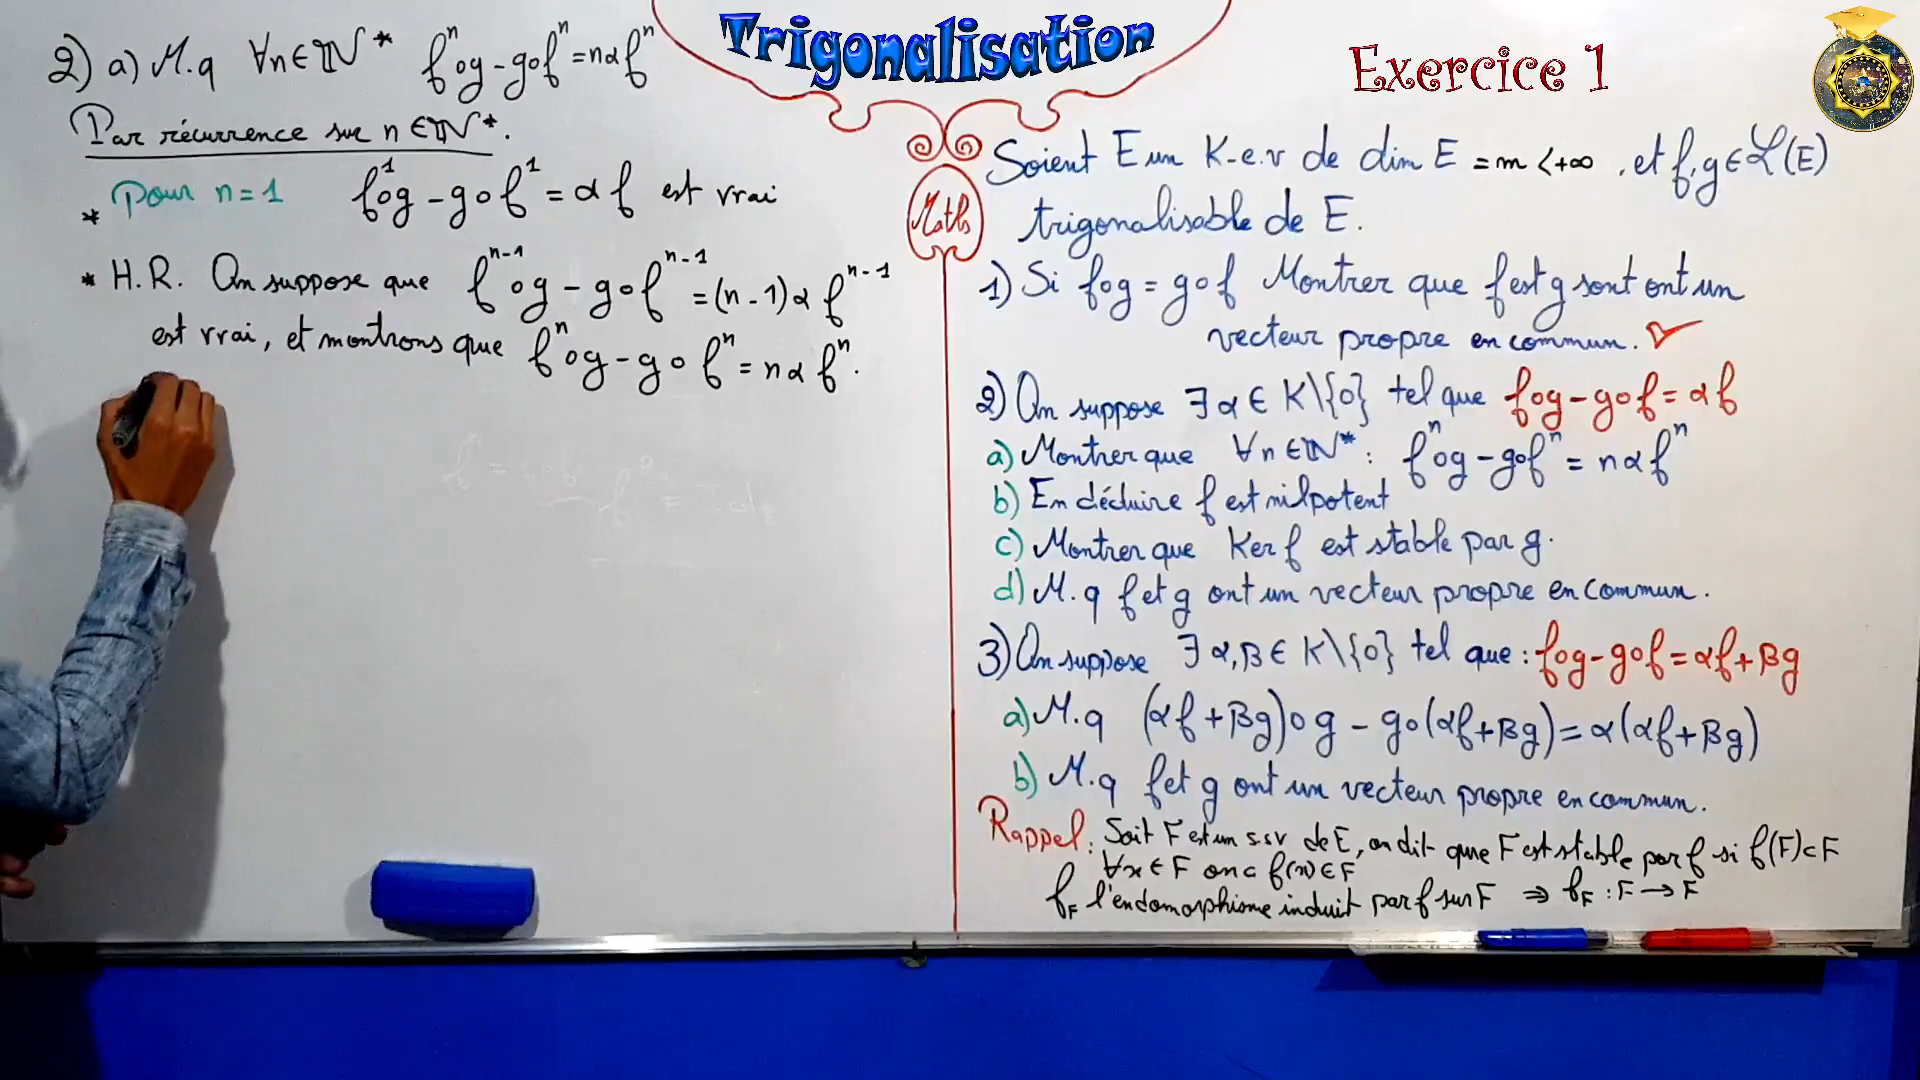 Trigonalisation
Exercice 1
2) a) M.q ∀n∈ℕ* fⁿog-gofⁿ=nαfⁿ
Par récurrence sur n∈ℕ*.
* Pour n=1 f¹og-gof¹=αf est vrai
* H.R. On suppose que fⁿ⁻¹og-gofⁿ⁻¹=(n-1)αfⁿ⁻¹
est vrai, et montrons que fⁿog-gofⁿ=nαfⁿ.
Maths
Soient E un K-e.v de dim E=m<+∞, et f,g∈ℒ(E)
trigonalisable de E.
1) Si fog=gof Montrer que f est g sont ont un
vecteur propre en commun.
2) On suppose ∃α∈K\{0} tel que fog-gof=αf
a) Montrer que ∀n∈ℕ*: fⁿog-gofⁿ=nαfⁿ
b) En déduire f est nilpotent
c) Montrer que Ker f est stable par g.
d) M.q f et g ont un vecteur propre en commun.
3) On suppose ∃α,β∈K\{0} tel que: fog-gof=αf+βg
a) M.q (αf+βg)og-go(αf+βg)=α(αf+βg)
b) M.q f et g ont un vecteur propre en commun.
Rappel: Soit F est un s.s.v de E, on dit que F est stable par f si f(F)⊂F
∀x∈F on a f(x)∈F
f_F l'endomorphisme induit par f sur F ⇒ f_F: F→F